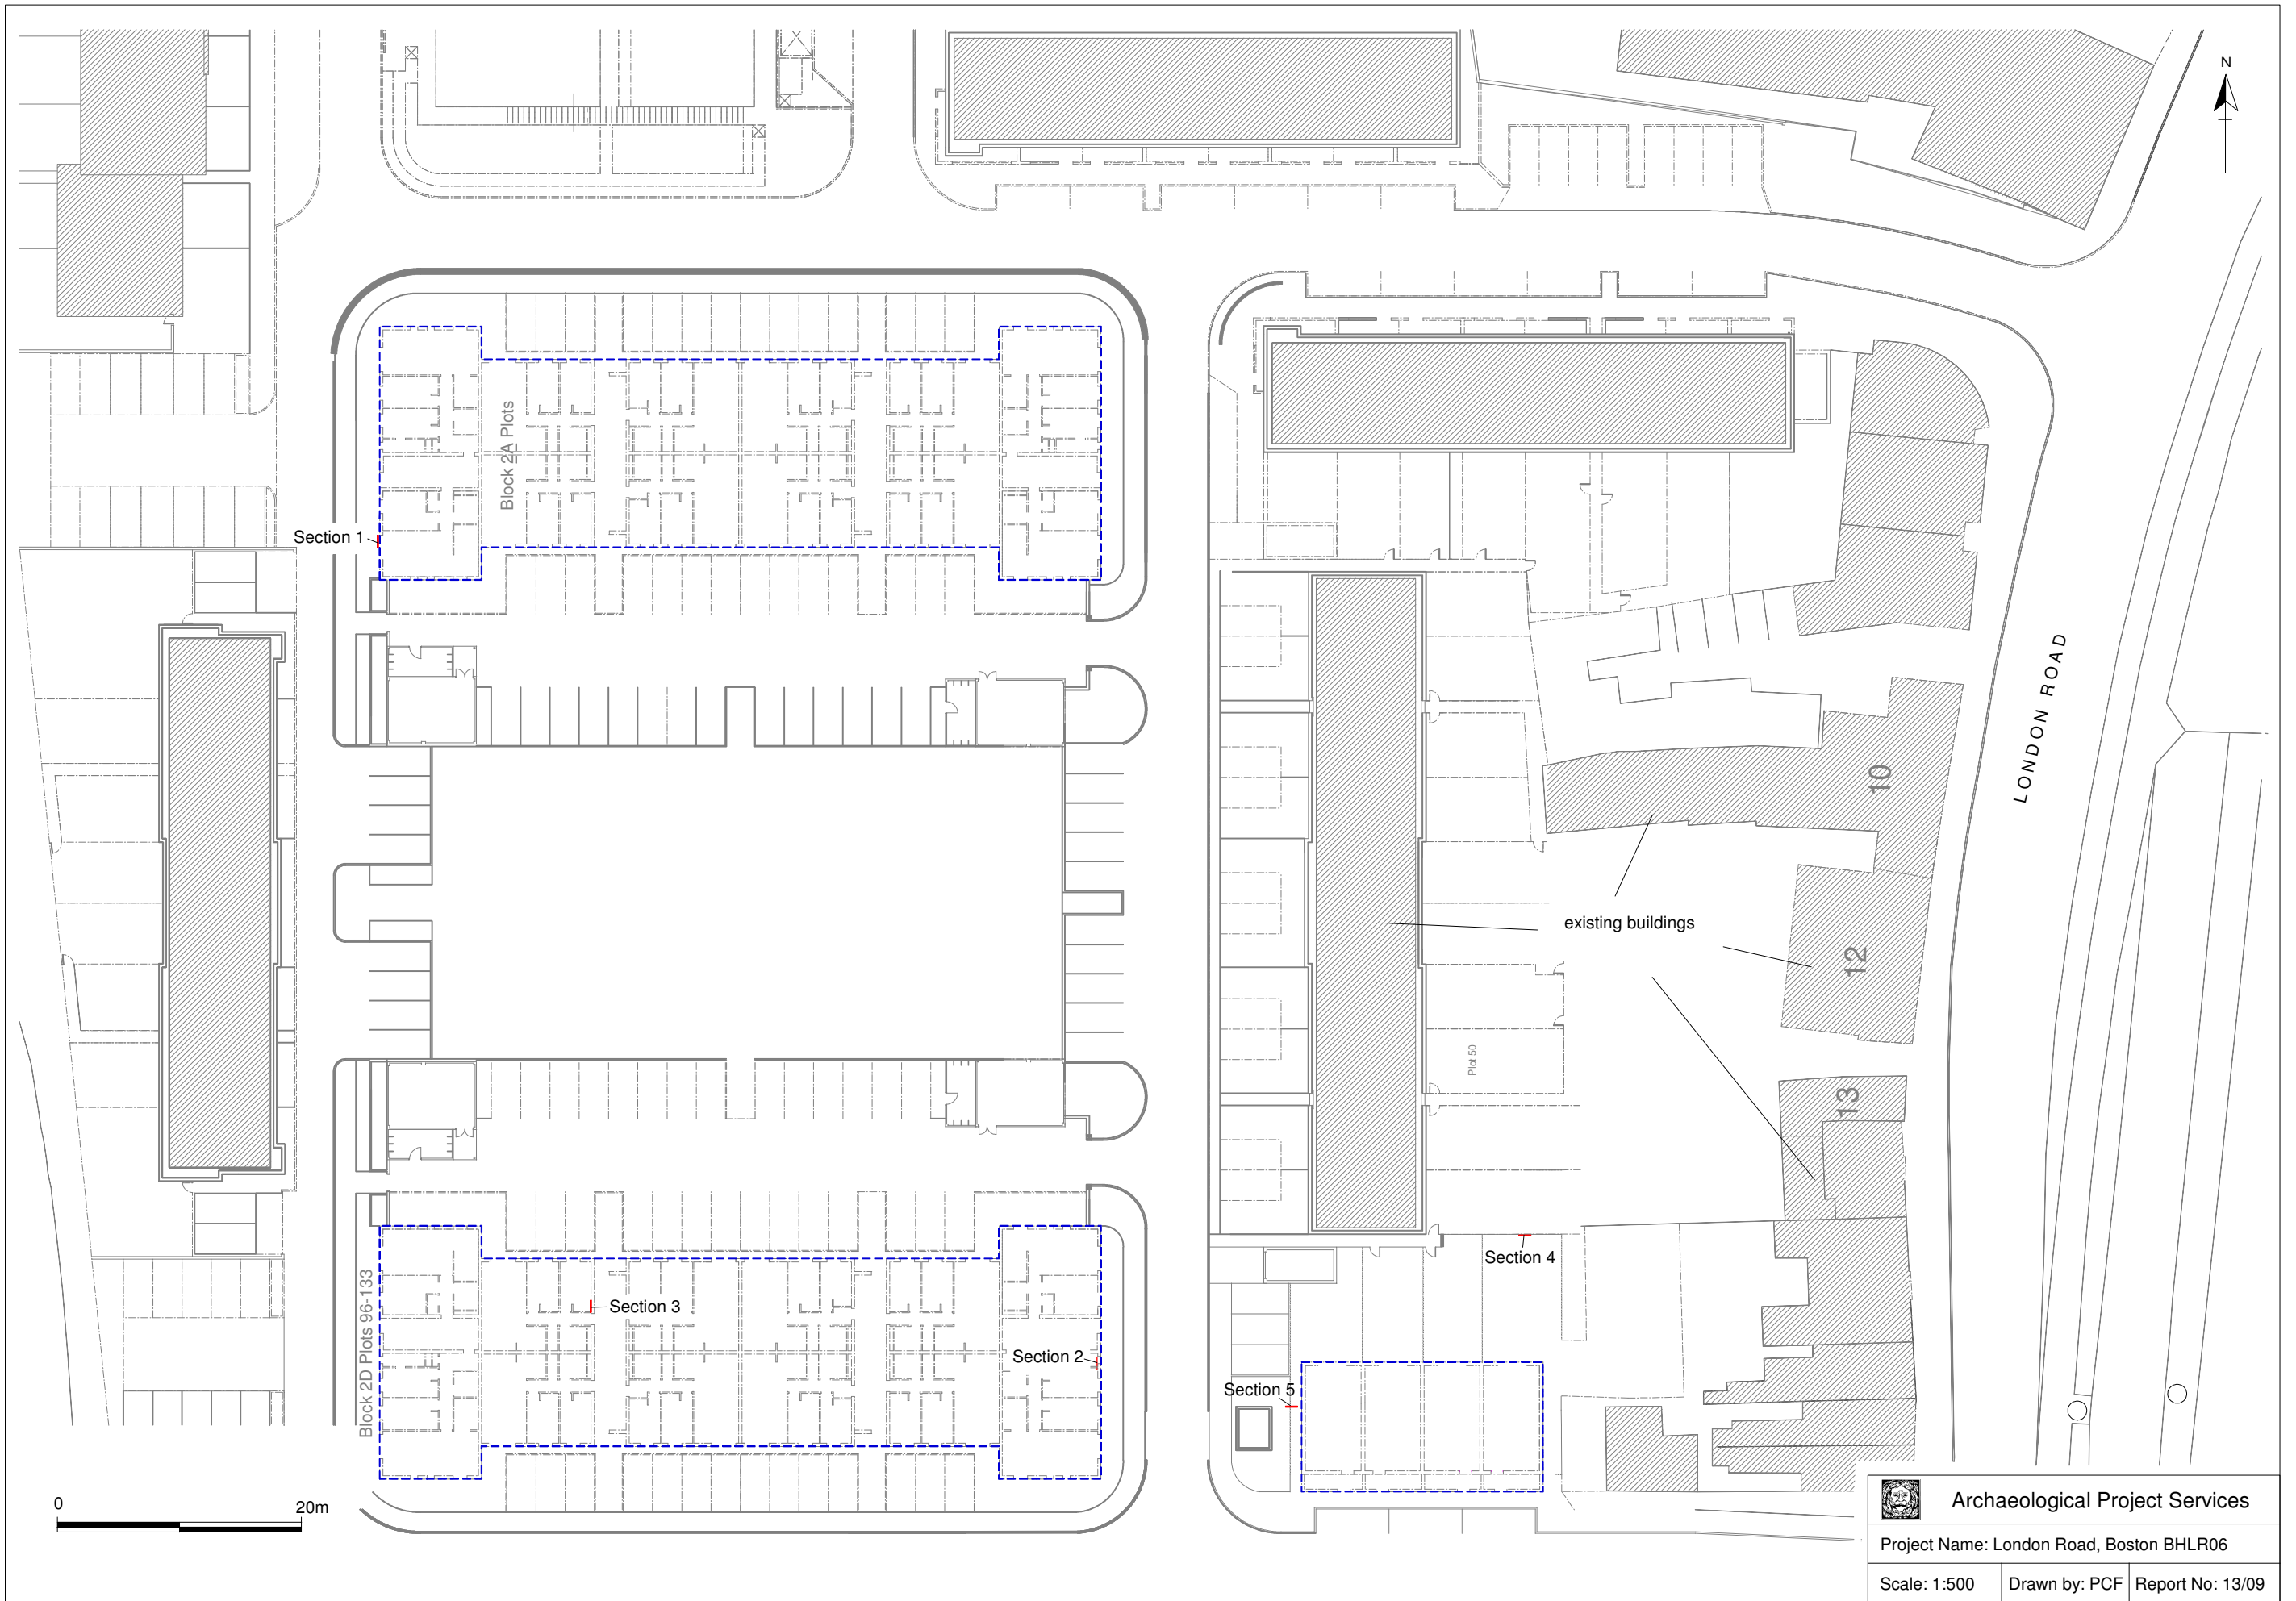 N
Block 2A Plots
Section 1
LONDON ROAD
10
existing buildings
12
Plot 50
13
Section 4
Block 2D Plots 96-133
Section 3
Section 2
Section 5
0 20m
Archaeological Project Services
Project Name: London Road, Boston BHLR06
Scale: 1:500 Drawn by: PCF Report No: 13/09